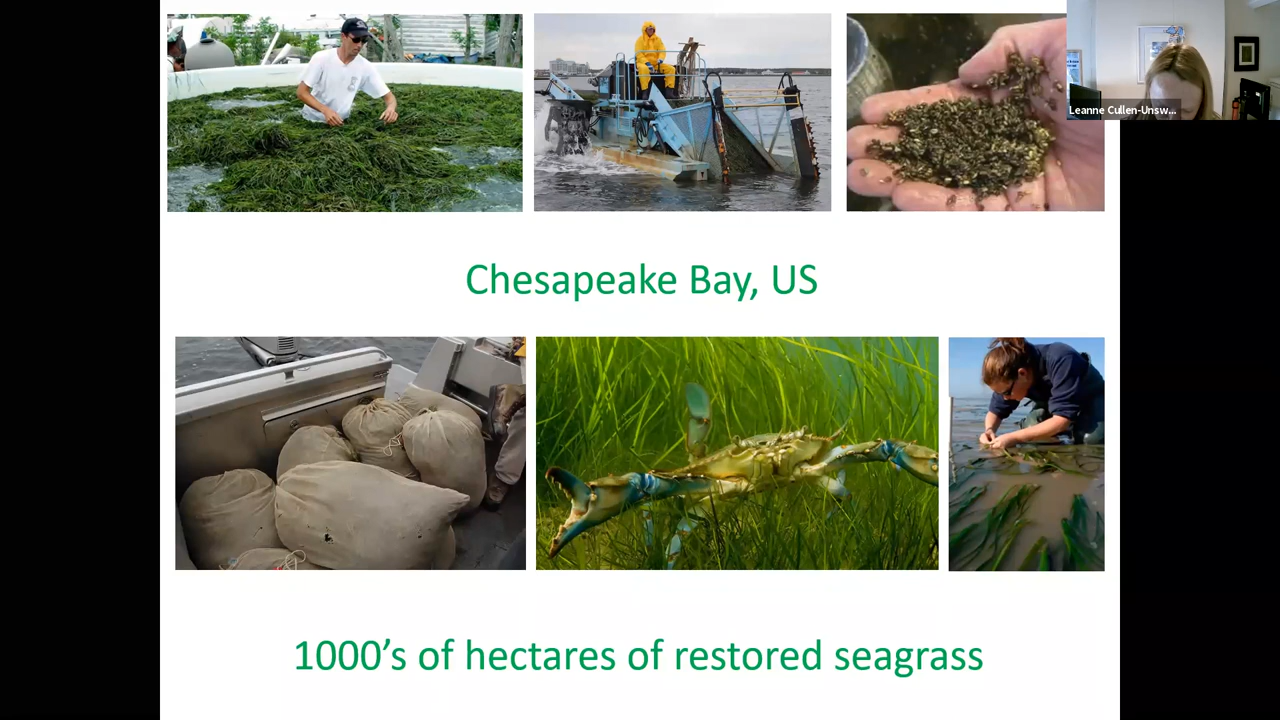 Leanne Cullen-Unsw...
Chesapeake Bay, US
1000’s of hectares of restored seagrass